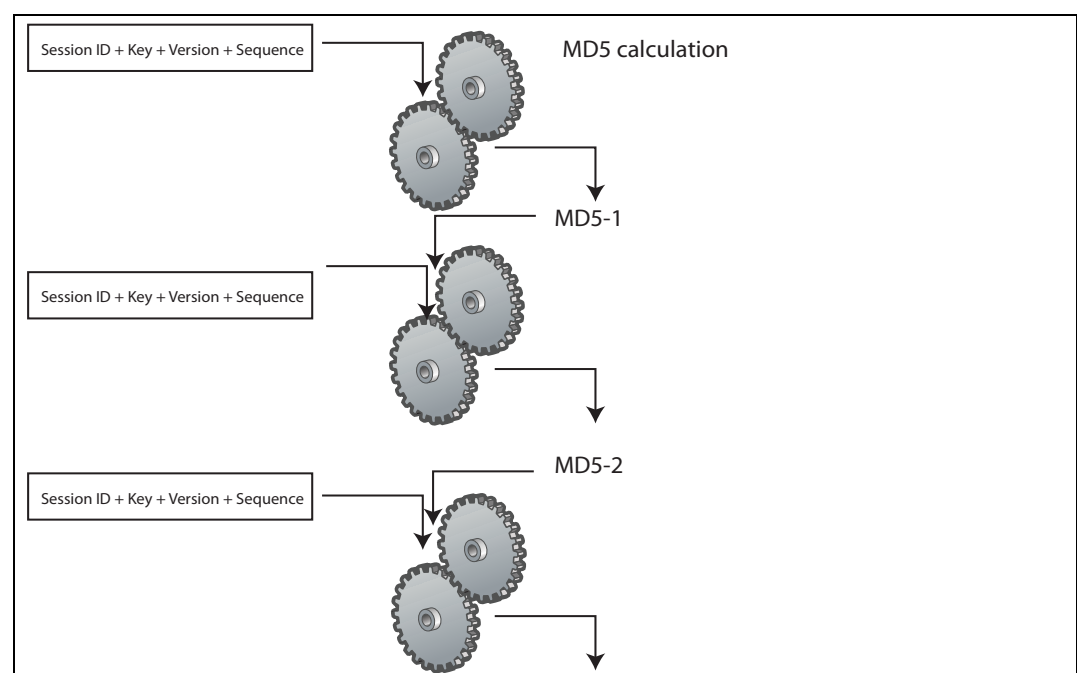 Session ID + Key + Version + Sequence
MD5 calculation
MD5-1
Session ID + Key + Version + Sequence
MD5-2
Session ID + Key + Version + Sequence